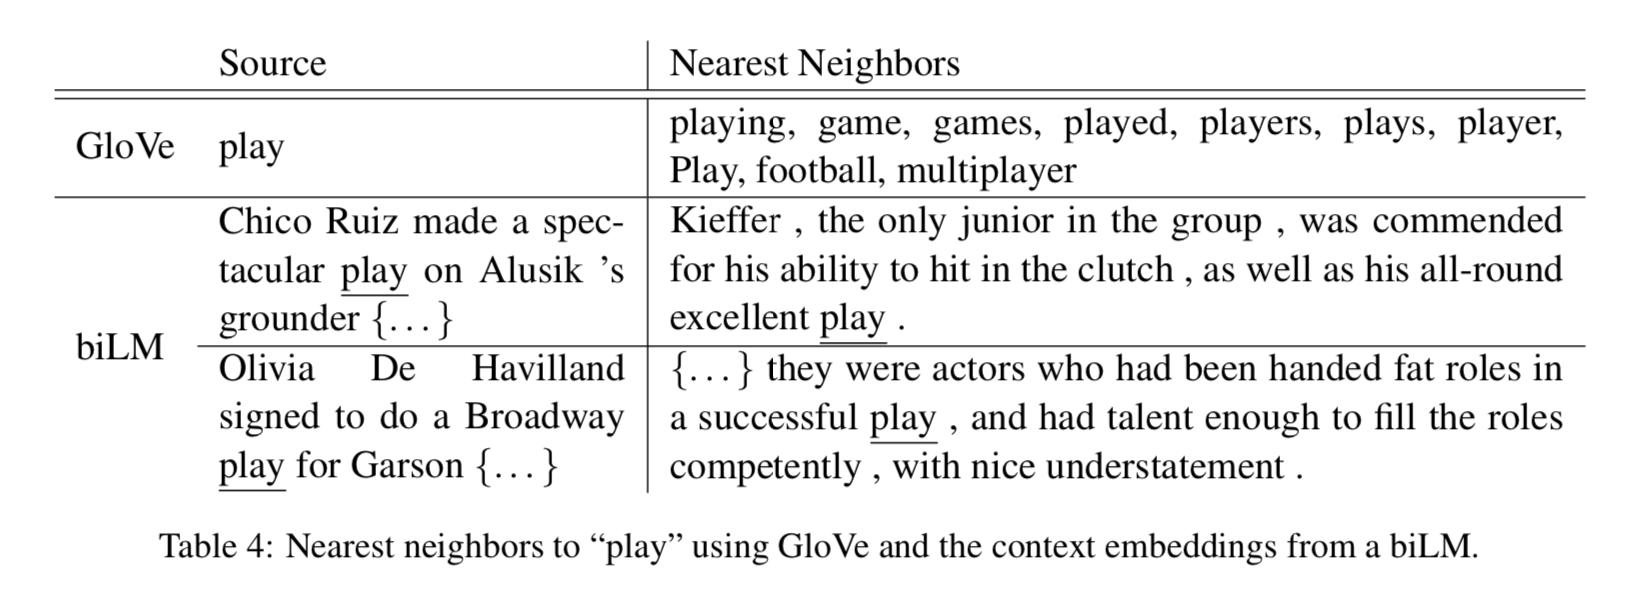 Source Nearest Neighbors
GloVe play playing, game, games, played, players, plays, player,
Play, football, multiplayer
biLM
Chico Ruiz made a spec-
tacular play on Alusik 's
grounder {...}
Kieffer , the only junior in the group , was commended
for his ability to hit in the clutch , as well as his all-round
excellent play .
Olivia De Havilland
signed to do a Broadway
play for Garson {...}
{...} they were actors who had been handed fat roles in
a successful play , and had talent enough to fill the roles
competently , with nice understatement .
Table 4: Nearest neighbors to “play” using GloVe and the context embeddings from a biLM.